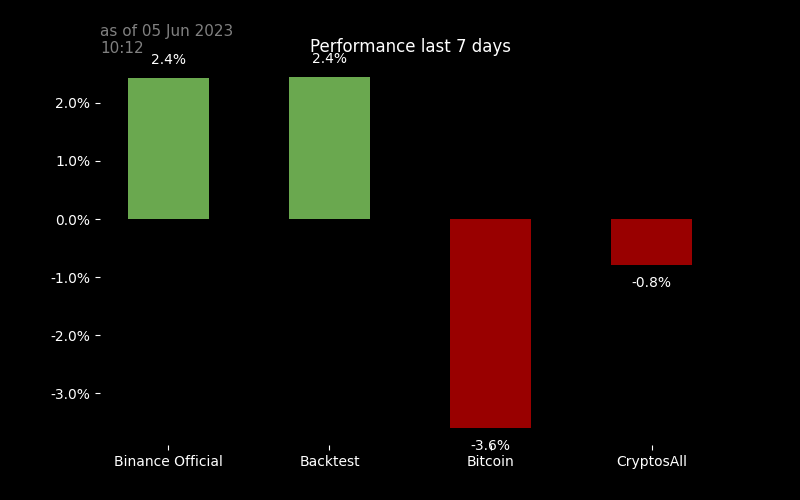 as of 05 Jun 2023
10:12
Performance last 7 days
2.4%
2.4%
2.0%
1.0%
0.0%
-1.0%
-0.8%
-2.0%
-3.0%
-3.6%
Binance Official
Backtest
Bitcoin
CryptosAll